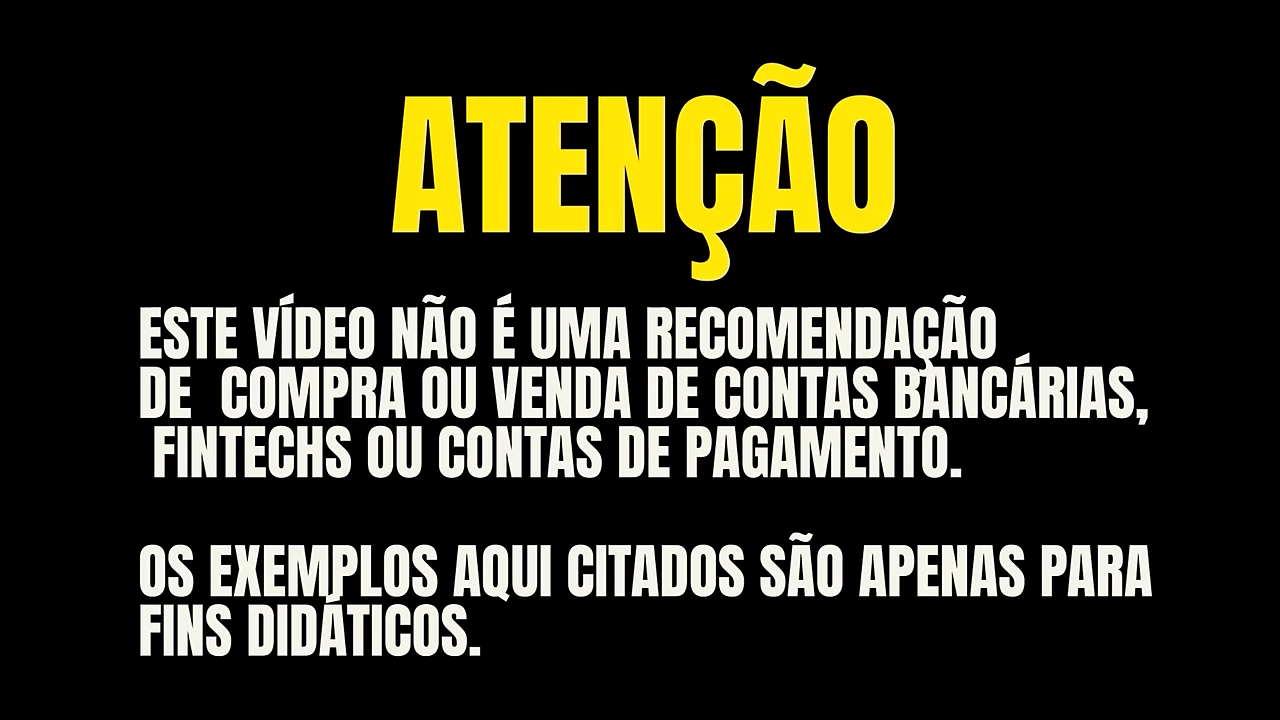 ATENÇÃO
ESTE VÍDEO NÃO É UMA RECOMENDAÇÃO
DE COMPRA OU VENDA DE CONTAS BANCÁRIAS,
FINTECHS OU CONTAS DE PAGAMENTO.
OS EXEMPLOS AQUI CITADOS SÃO APENAS PARA
FINS DIDÁTICOS.